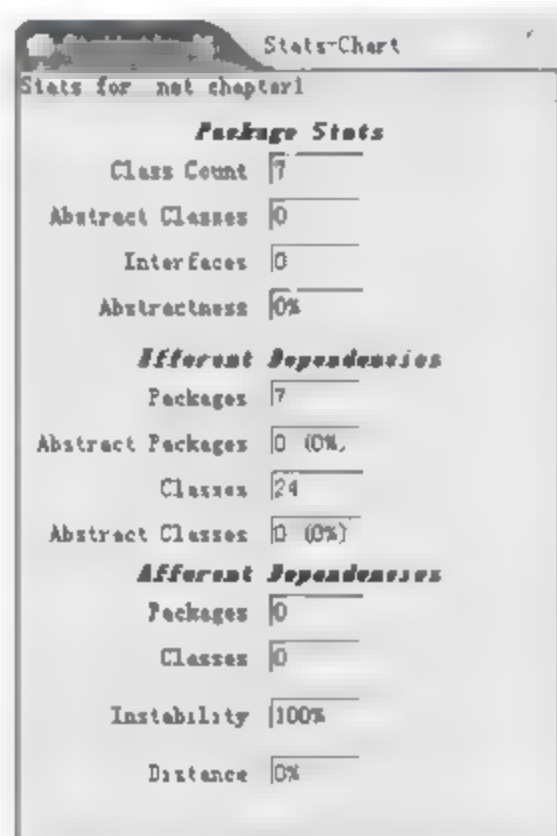 Stats-Chart
Stats for net chapter1
Package Stats
Class Count 7
Abstract Classes 0
Interfaces 0
Abstractness 0%
Efferent Dependencies
Packages 7
Abstract Packages 0 (0%)
Classes 24
Abstract Classes 0 (0%)
Afferent Dependencies
Packages 0
Classes 0
Instability 100%
Distance 0%